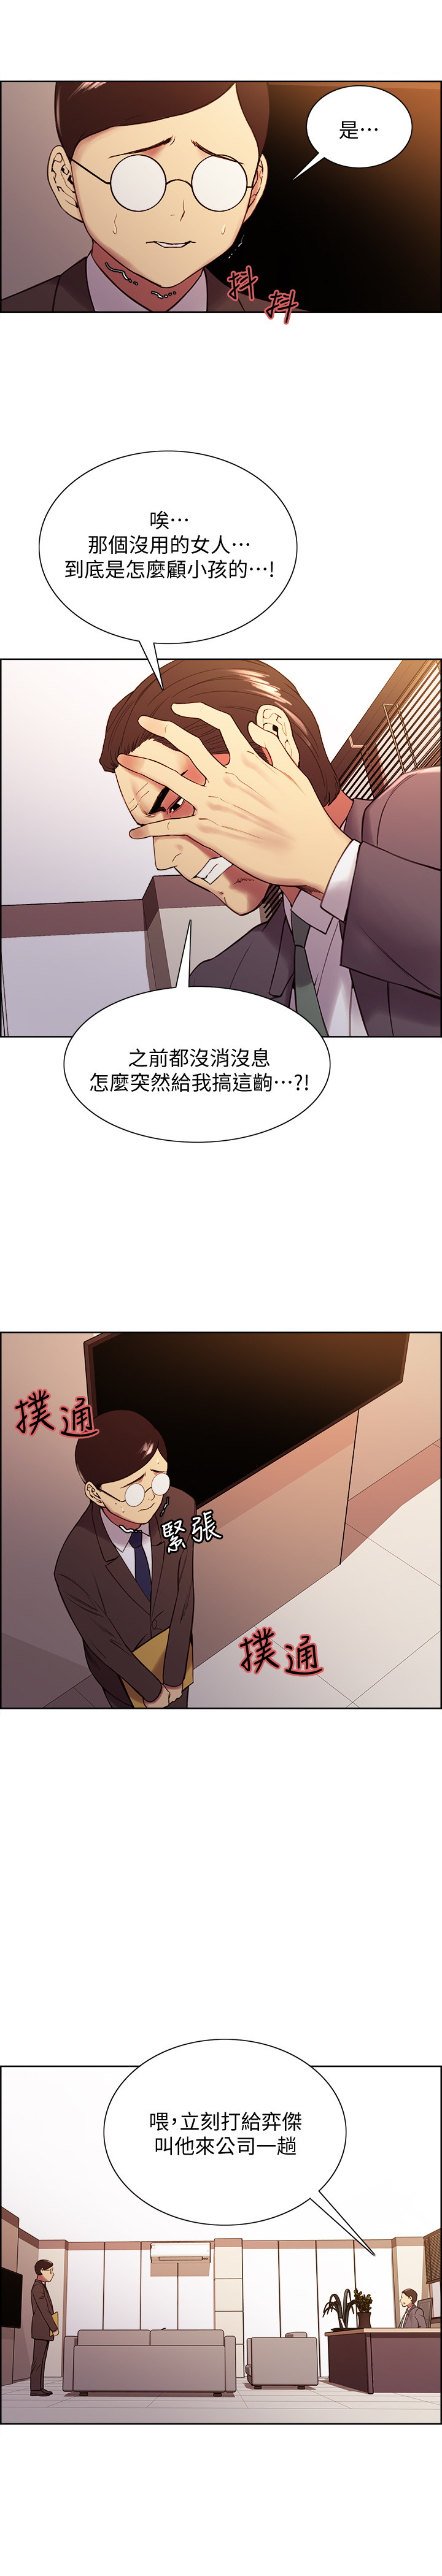 是⋯
抖
抖
唉⋯
那個沒用的女人⋯
到底是怎麼顧小孩的⋯!
之前都沒消沒息
怎麼突然給我搞這齣⋯?!
撲通
緊張
撲通
喂,立刻打給弈傑
叫他來公司一趟